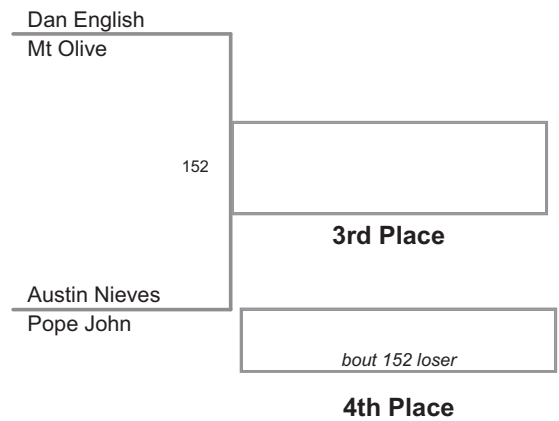 Dan English
Mt Olive
152
3rd Place
Austin Nieves
Pope John
bout 152 loser
4th Place